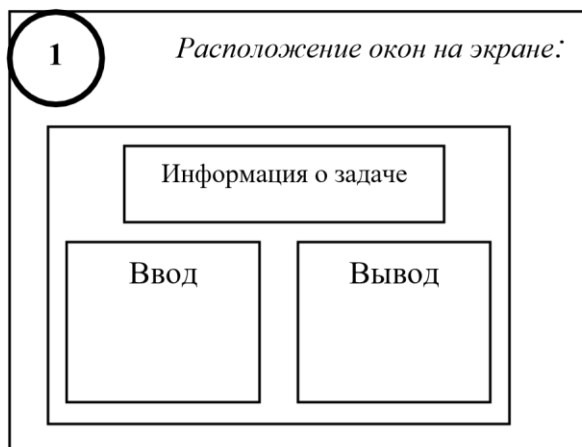 1
Расположение окон на экране:
Информация о задаче
Ввод
Вывод